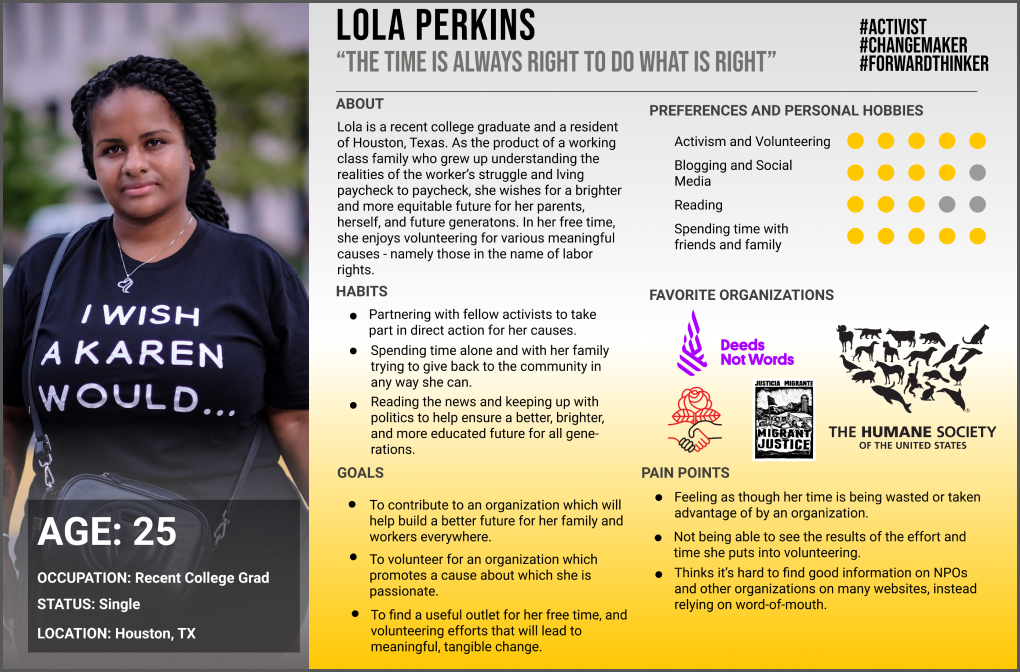 LOLA PERKINS
“THE TIME IS ALWAYS RIGHT TO DO WHAT IS RIGHT”
#ACTIVIST
#CHANGEMAKER
#FORWARDTHINKER
I WISH
A KAREN
WOULD...
AGE: 25
OCCUPATION: Recent College Grad
STATUS: Single
LOCATION: Houston, TX
ABOUT
Lola is a recent college graduate and a resident
of Houston, Texas. As the product of a working
class family who grew up understanding the
realities of the worker’s struggle and lving
paycheck to paycheck, she wishes for a brighter
and more equitable future for her parents,
herself, and future generatons. In her free time,
she enjoys volunteering for various meaningful
causes - namely those in the name of labor
rights.
HABITS
● Partnering with fellow activists to take
part in direct action for her causes.
● Spending time alone and with her family
trying to give back to the community in
any way she can.
● Reading the news and keeping up with
politics to help ensure a better, brighter,
and more educated future for all gene-
rations.
GOALS
● To contribute to an organization which will
help build a better future for her family and
workers everywhere.
● To volunteer for an organization which
promotes a cause about which she is
passionate.
● To find a useful outlet for her free time, and
volunteering efforts that will lead to
meaningful, tangible change.
PREFERENCES AND PERSONAL HOBBIES
Activism and Volunteering
Blogging and Social
Media
Reading
Spending time with
friends and family
FAVORITE ORGANIZATIONS
Deeds
Not Words
JUSTICIA MIGRANTE
MIGRANT
JUSTICE
THE HUMANE SOCIETY
OF THE UNITED STATES
PAIN POINTS
● Feeling as though her time is being wasted or taken
advantage of by an organization.
● Not being able to see the results of the effort and
time she puts into volunteering.
● Thinks it’s hard to find good information on NPOs
and other organizations on many websites, instead
relying on word-of-mouth.